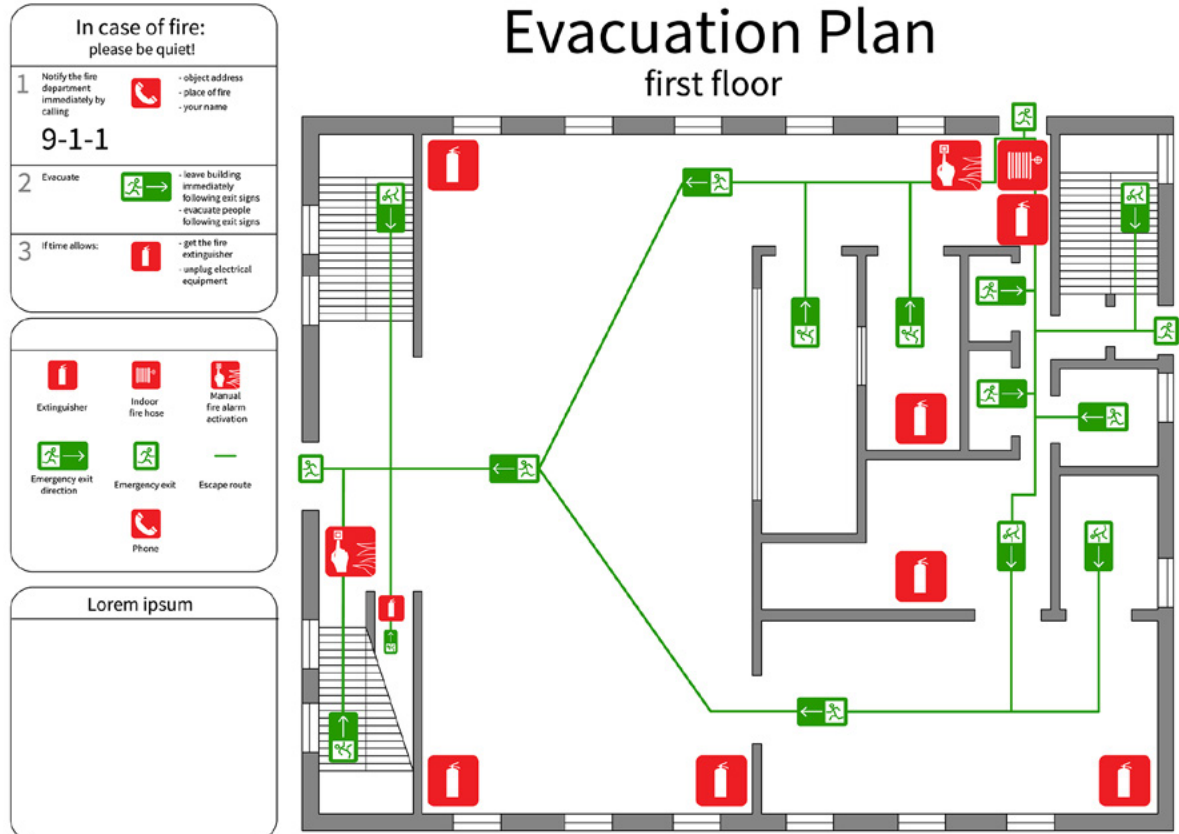 Evacuation Plan
first floor
In case of fire:
please be quiet!
1
Notify the fire
department
immediately by
calling
9-1-1
- object address
- place of fire
- your name
2
Evacuate
- leave building
immediately
following exit signs
- evacuate people
following exit signs
3
If time allows:
- get the fire
extinguisher
- unplug electrical
equipment
Extinguisher
Indoor
fire hose
Manual
fire alarm
activation
Emergency exit
direction
Emergency exit
Escape route
Phone
Lorem ipsum